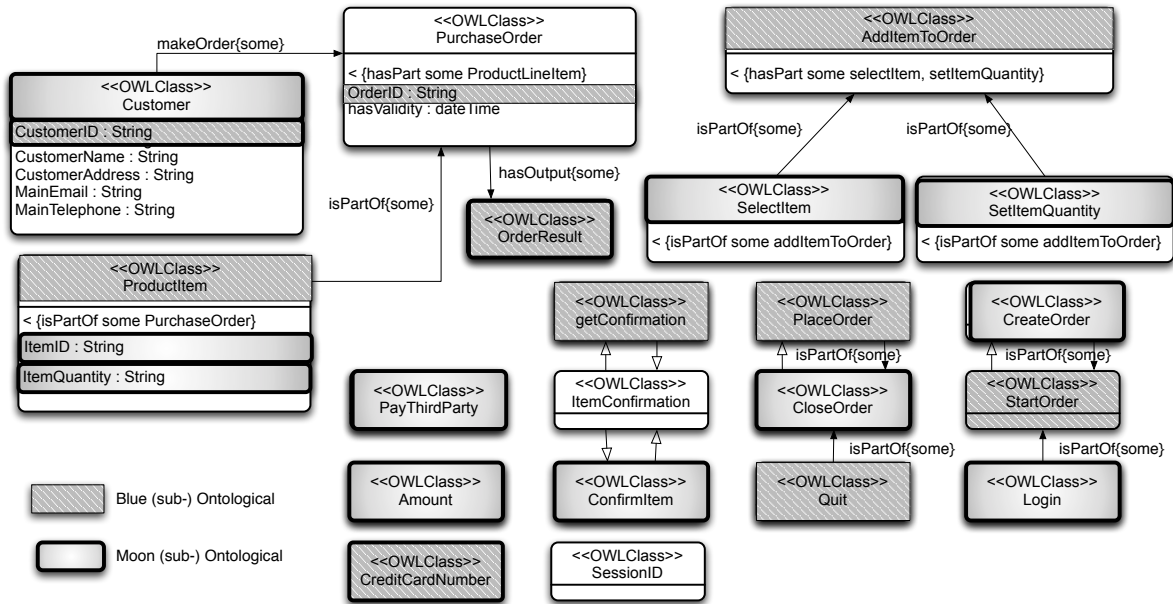 <<OWLClass>>
PurchaseOrder
< {hasPart some ProductLineItem}
OrderID : String
hasValidity : dateTime
makeOrder{some}
<<OWLClass>>
Customer
CustomerID : String
CustomerName : String
CustomerAddress : String
MainEmail : String
MainTelephone : String
isPartOf{some}
hasOutput{some}
<<OWLClass>>
OrderResult
<<OWLClass>>
AddItemToOrder
< {hasPart some selectItem, setItemQuantity}
isPartOf{some}
isPartOf{some}
<<OWLClass>>
SelectItem
< {isPartOf some addItemToOrder}
<<OWLClass>>
SetItemQuantity
< {isPartOf some addItemToOrder}
<<OWLClass>>
ProductItem
< {isPartOf some PurchaseOrder}
ItemID : String
ItemQuantity : String
<<OWLClass>>
getConfirmation
<<OWLClass>>
PlaceOrder
<<OWLClass>>
CreateOrder
isPartOf{some}
isPartOf{some}
<<OWLClass>>
PayThirdParty
<<OWLClass>>
ItemConfirmation
<<OWLClass>>
CloseOrder
<<OWLClass>>
StartOrder
isPartOf{some}
isPartOf{some}
<<OWLClass>>
Amount
<<OWLClass>>
ConfirmItem
<<OWLClass>>
Quit
<<OWLClass>>
Login
Blue (sub-) Ontological
Moon (sub-) Ontological
<<OWLClass>>
CreditCardNumber
<<OWLClass>>
SessionID